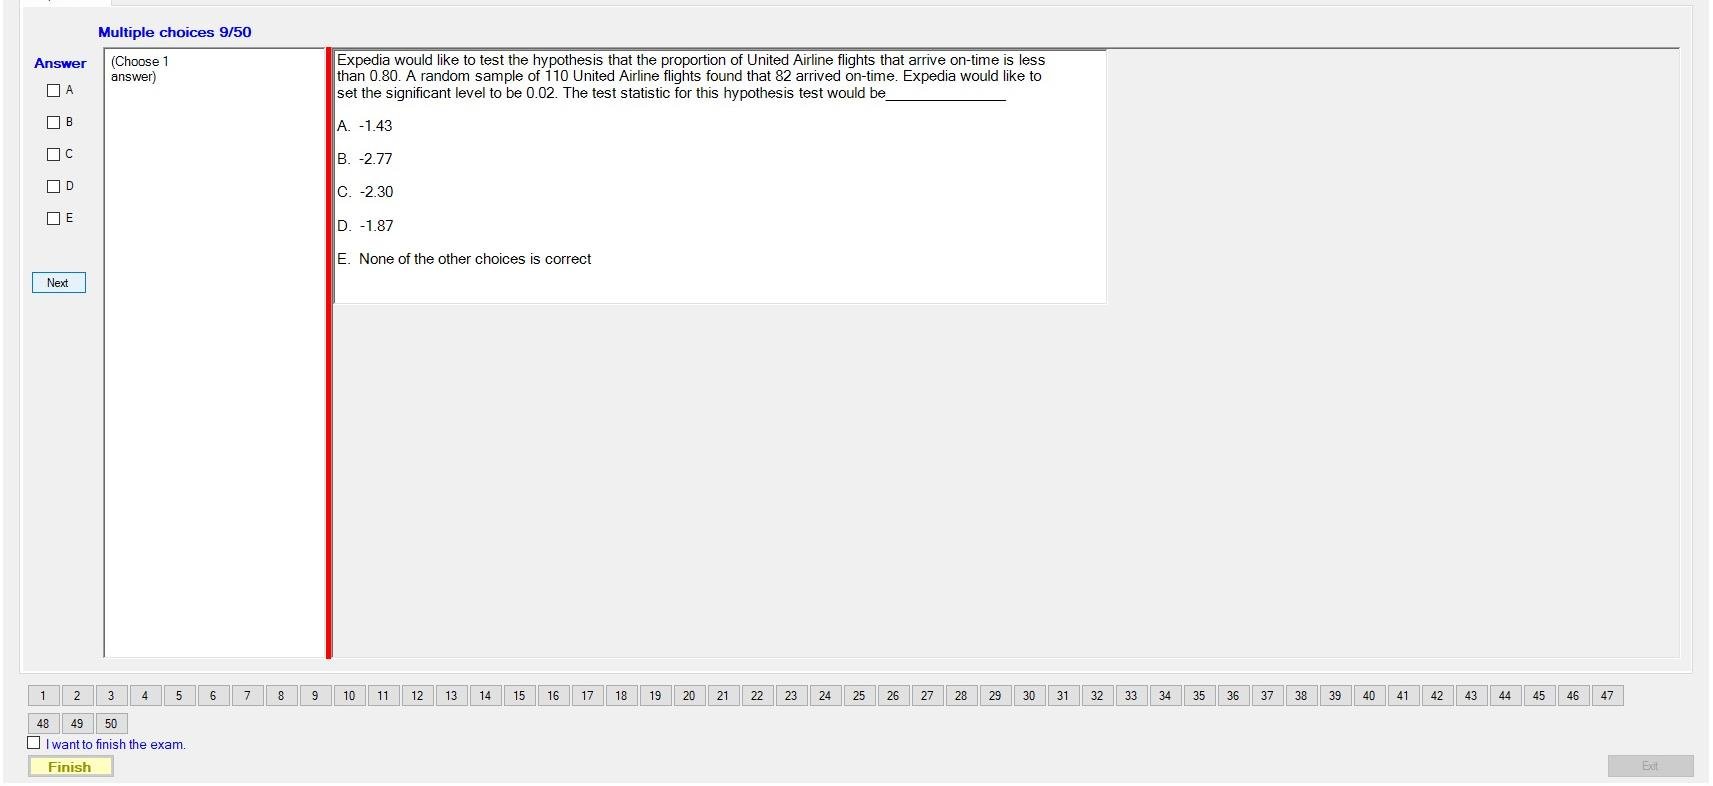 Multiple choices 9/50
Answer
(Choose 1
answer)
A
B
C
D
E
Next
Expedia would like to test the hypothesis that the proportion of United Airline flights that arrive on-time is less
than 0.80. A random sample of 110 United Airline flights found that 82 arrived on-time. Expedia would like to
set the significant level to be 0.02. The test statistic for this hypothesis test would be_______________
A. -1.43
B. -2.77
C. -2.30
D. -1.87
E. None of the other choices is correct
1 2 3 4 5 6 7 8 9 10 11 12 13 14 15 16 17 18 19 20 21 22 23 24 25 26 27 28 29 30 31 32 33 34 35 36 37 38 39 40 41 42 43 44 45 46 47
48 49 50
I want to finish the exam.
Finish
Exit